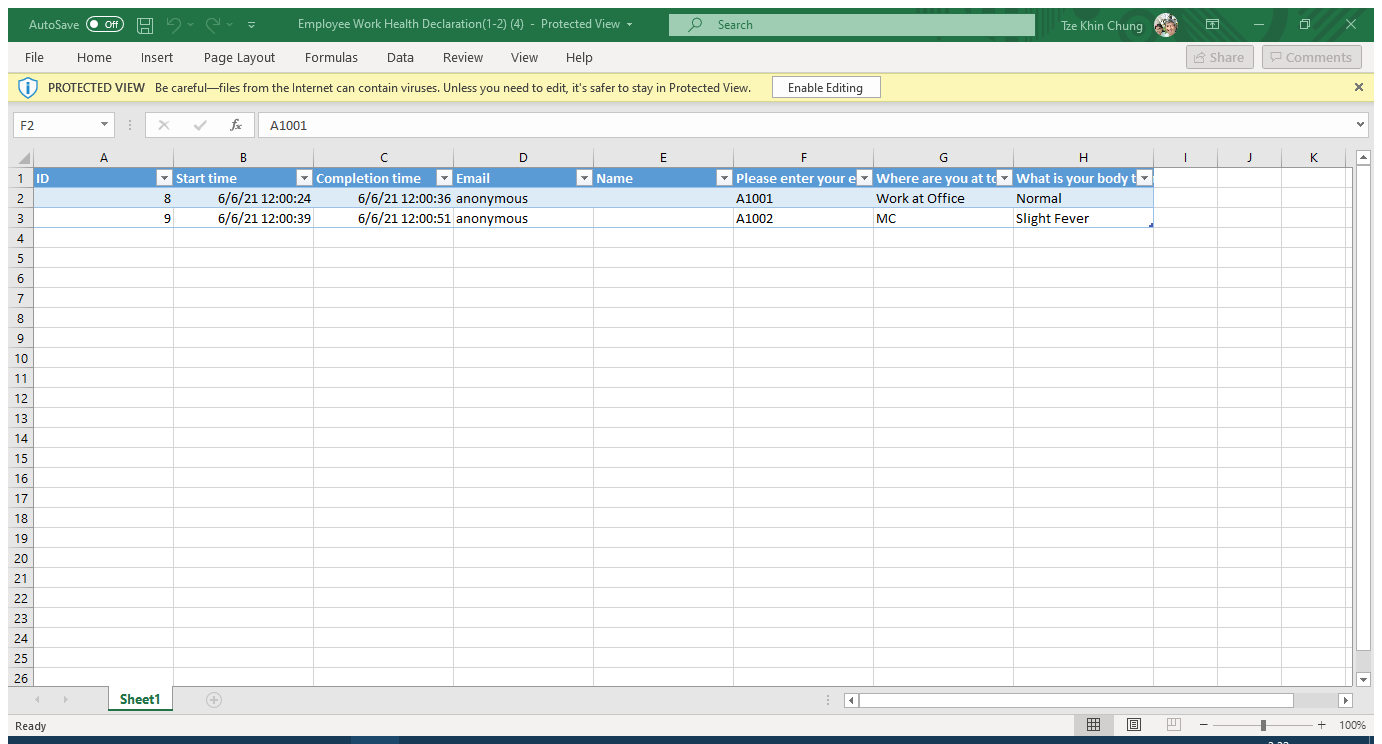 AutoSave Off Employee Work Health Declaration(1-2) (4) - Protected View Search Tze Khin Chung
File Home Insert Page Layout Formulas Data Review View Help Share Comments
PROTECTED VIEW Be careful—files from the Internet can contain viruses. Unless you need to edit, it's safer to stay in Protected View. Enable Editing
F2 fx A1001
A B C D E F G H I J K
1 ID Start time Completion time Email Name Please enter your e Where are you at to What is your body t
2 8 6/6/21 12:00:24 6/6/21 12:00:36 anonymous A1001 Work at Office Normal
3 9 6/6/21 12:00:39 6/6/21 12:00:51 anonymous A1002 MC Slight Fever
4
5
6
7
8
9
10
11
12
13
14
15
16
17
18
19
20
21
22
23
24
25
26
Sheet1
Ready 100%